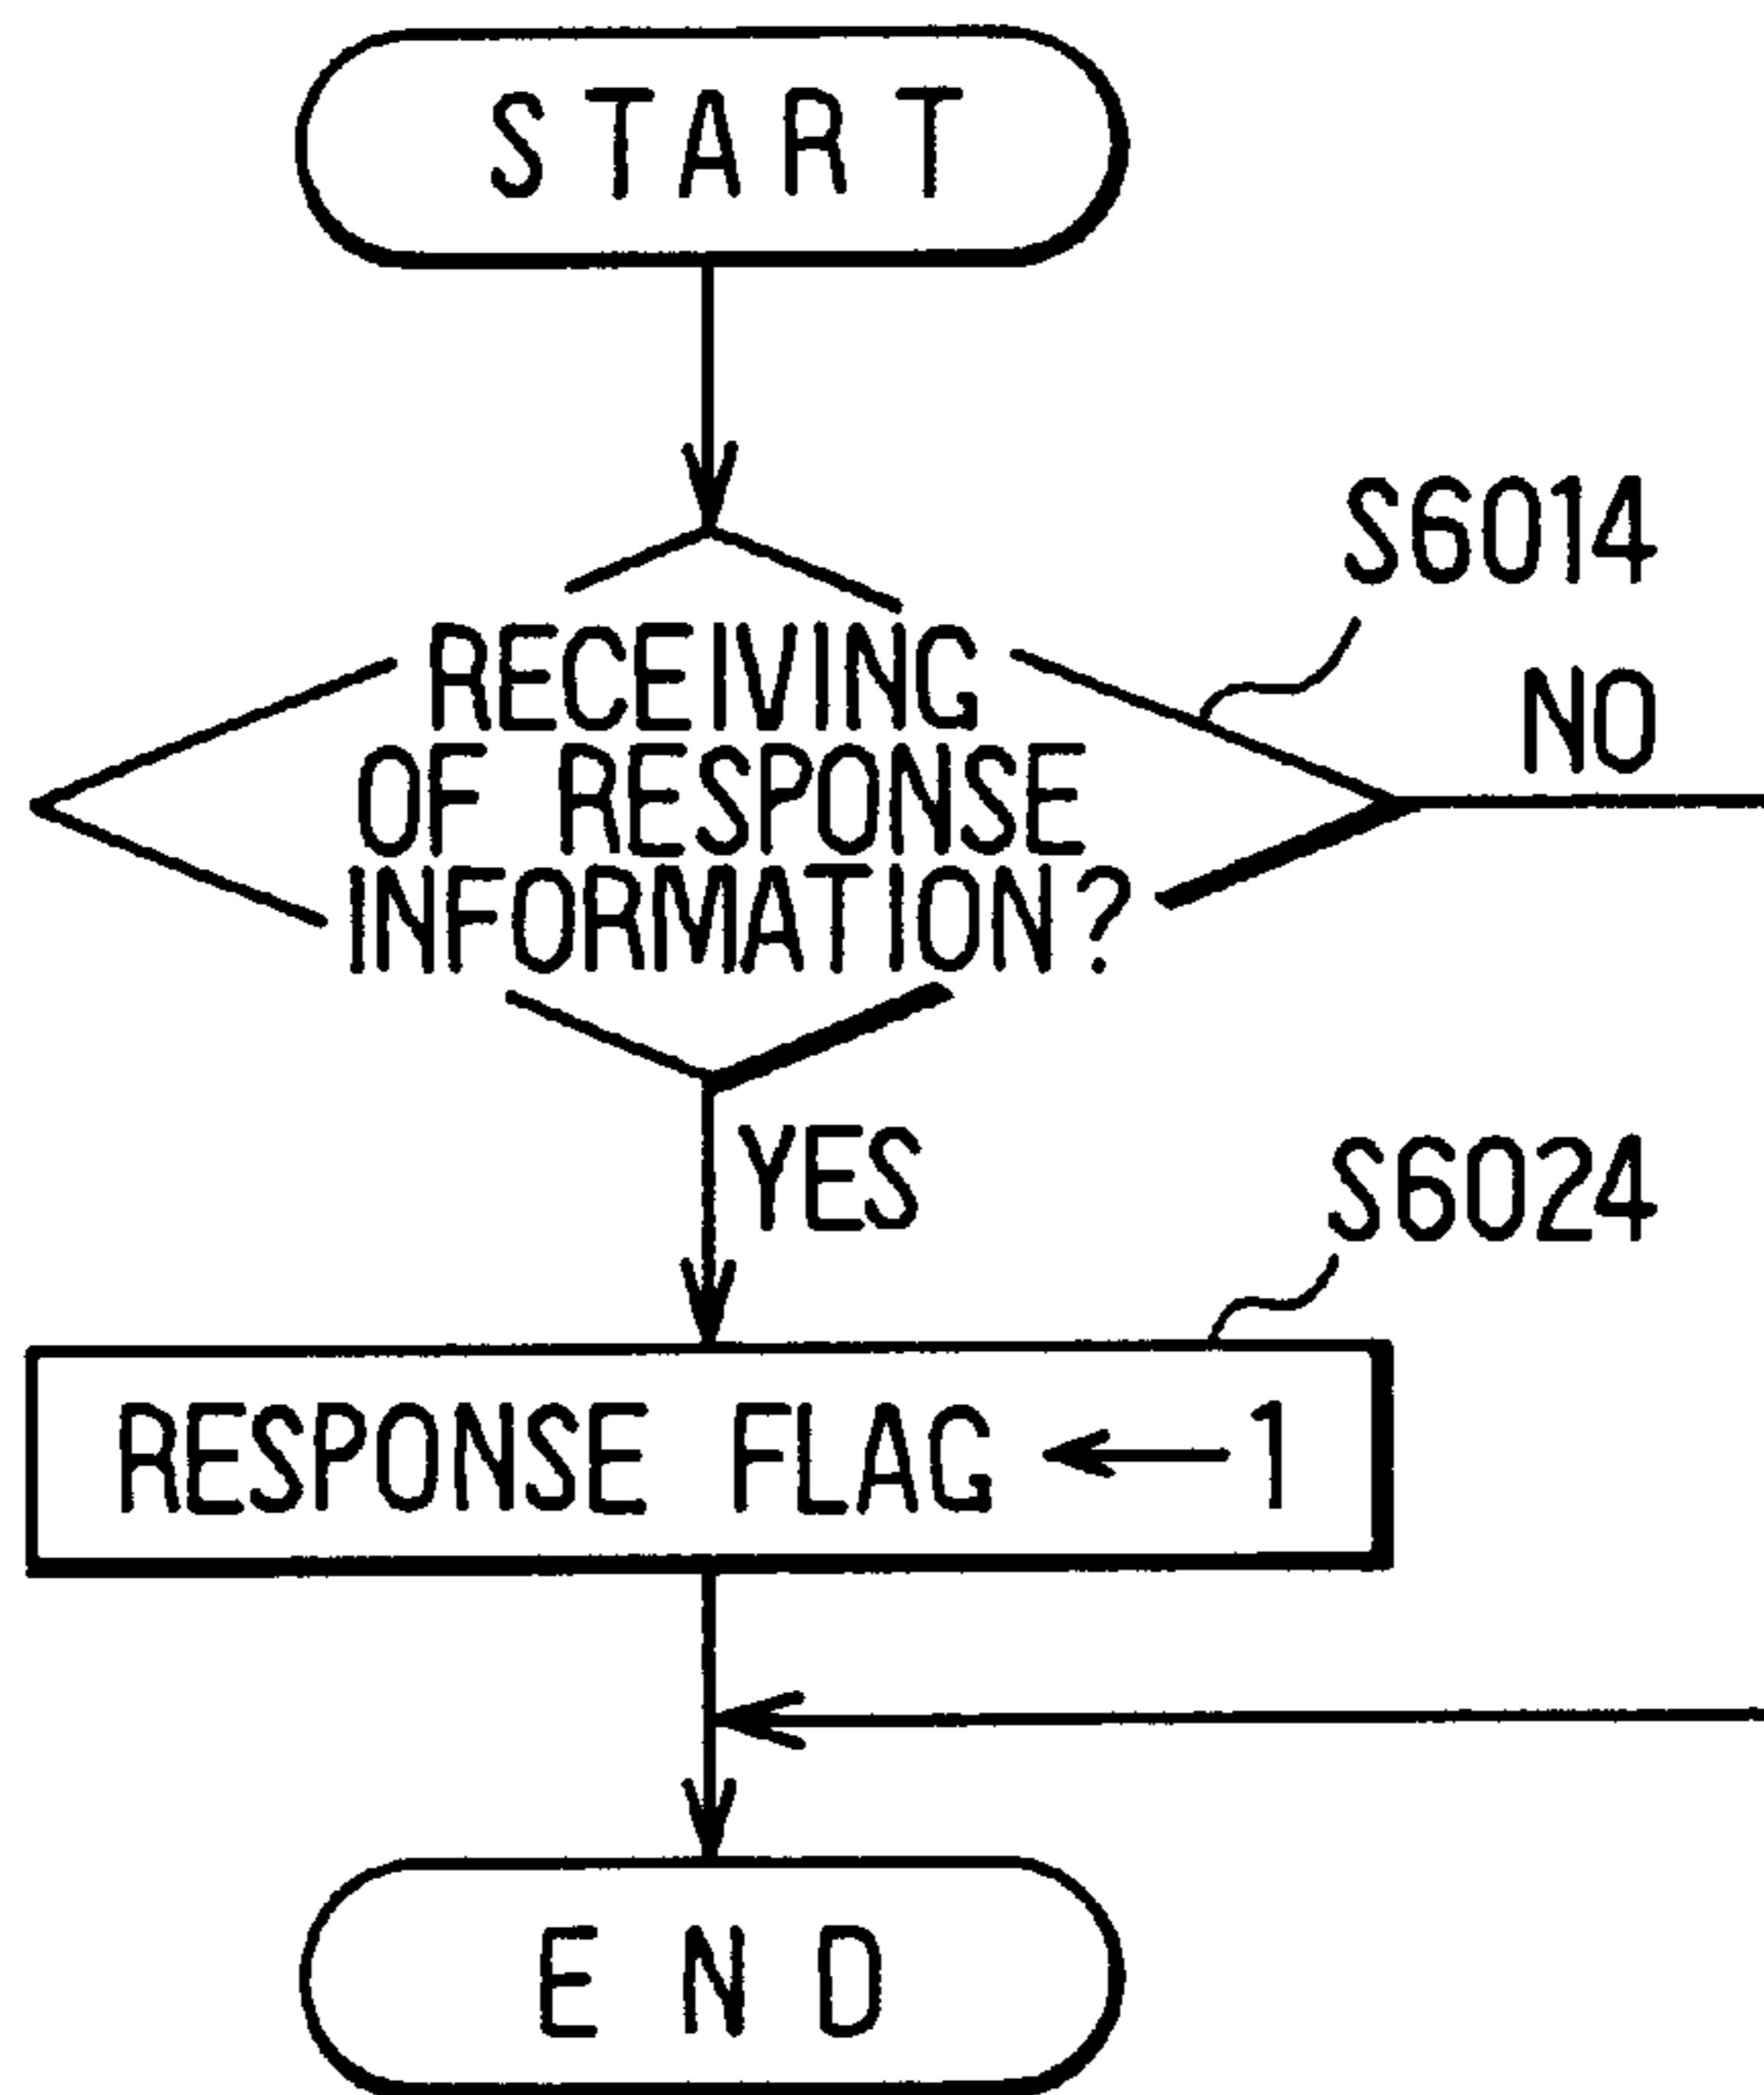 START
S6014
RECEIVING
OF RESPONSE
INFORMATION?
NO
YES
S6024
RESPONSE FLAG ← 1
END